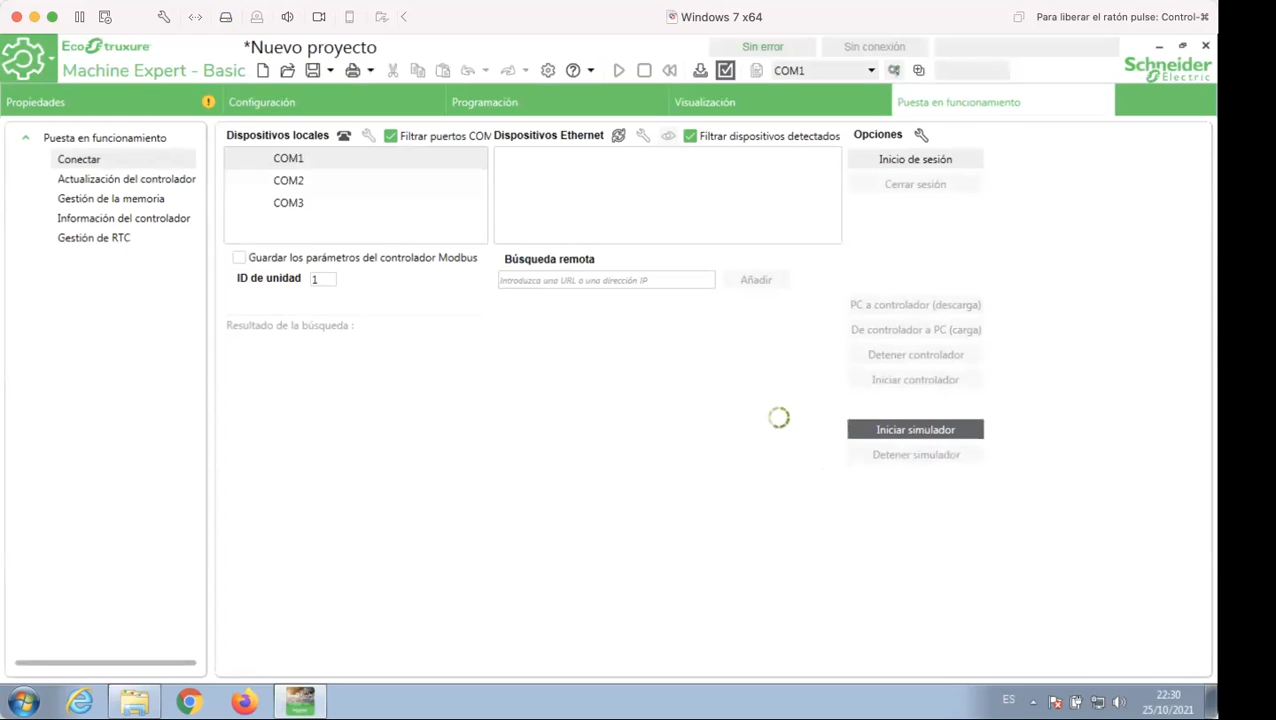 Windows 7 x64
Para liberar el ratón pulse: Control-⌘
EcoStruxure
Machine Expert - Basic
*Nuevo proyecto
Sin error
Sin conexión
COM1
Schneider
Electric
Propiedades
Configuración
Programación
Visualización
Puesta en funcionamiento
Puesta en funcionamiento
Conectar
Actualización del controlador
Gestión de la memoria
Información del controlador
Gestión de RTC
Dispositivos locales
Filtrar puertos COM
COM1
COM2
COM3
Guardar los parámetros del controlador Modbus
ID de unidad 1
Resultado de la búsqueda :
Dispositivos Ethernet
Filtrar dispositivos detectados
Búsqueda remota
Introduzca una URL o una dirección IP
Añadir
Opciones
Inicio de sesión
Cerrar sesión
PC a controlador (descarga)
De controlador a PC (carga)
Detener controlador
Iniciar controlador
Iniciar simulador
Detener simulador
ES
22:30
25/10/2021